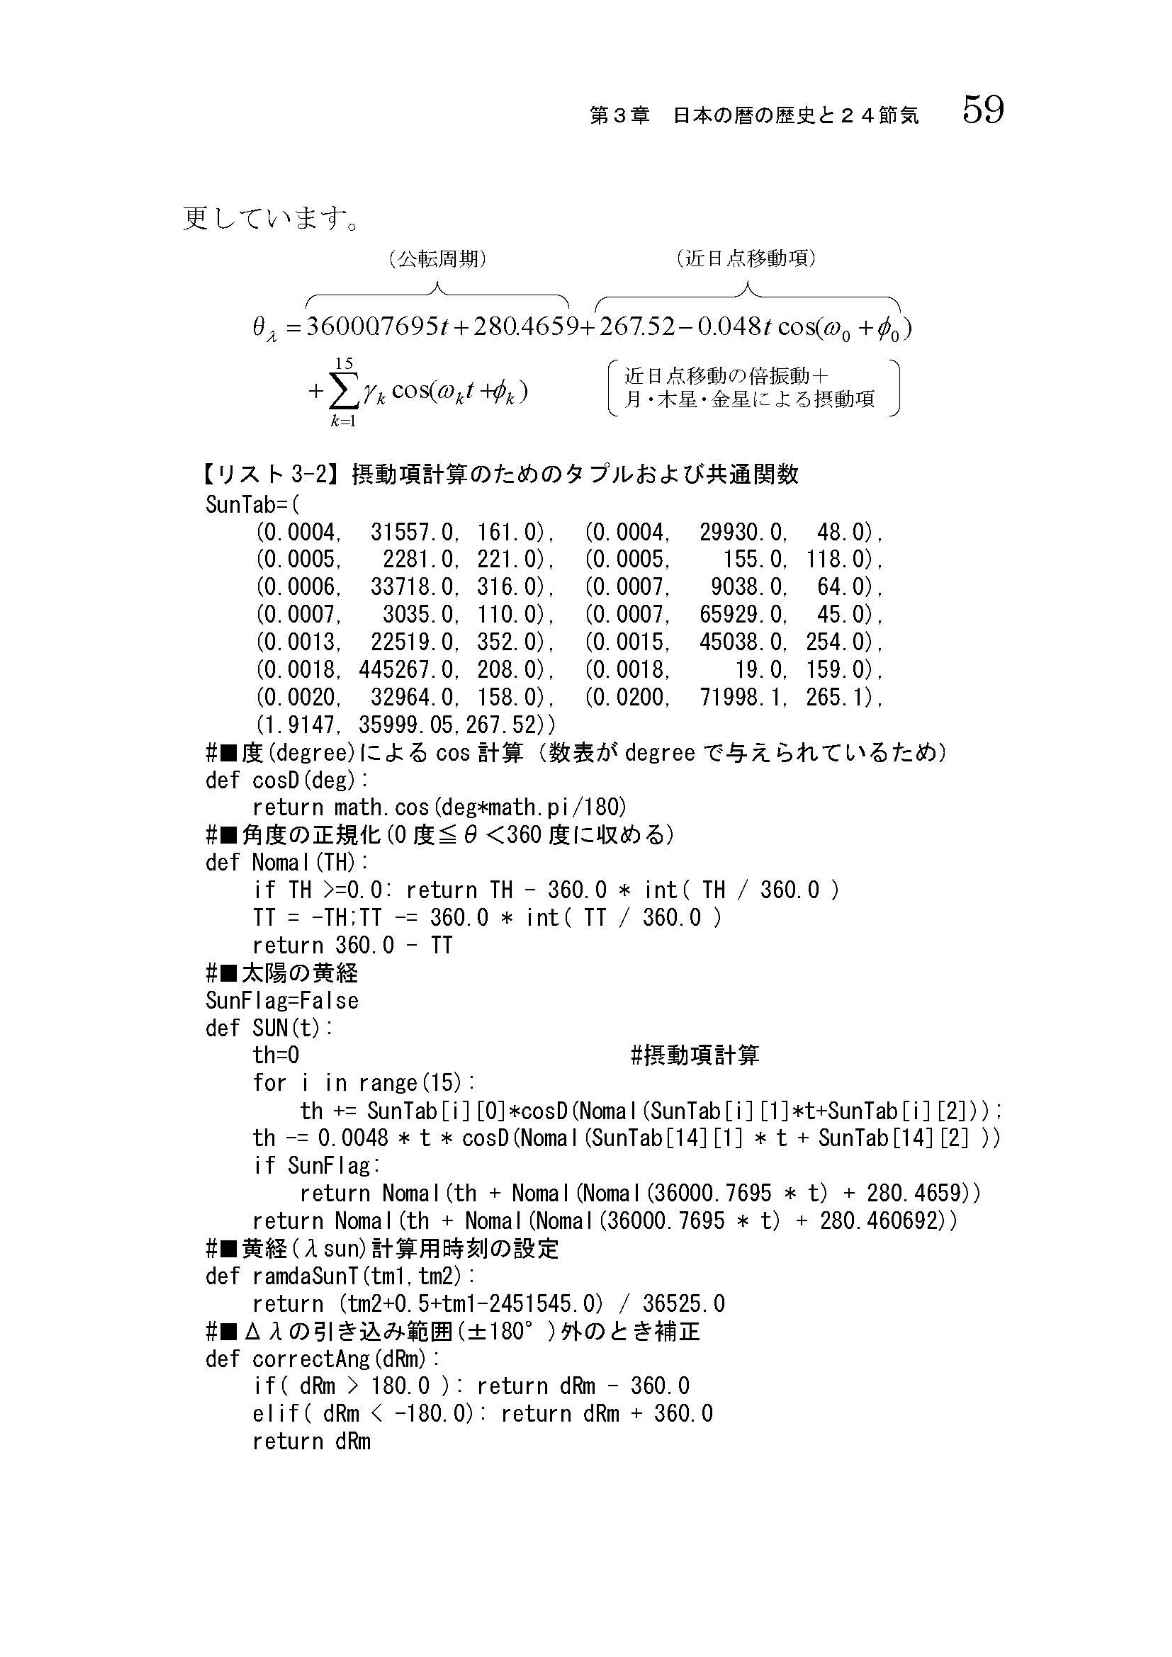 第３章　日本の暦の歴史と２４節気　59
更しています。
（公転周期）　（近日点移動項）
θλ = 36000.7695t + 280.4659 + 267.52 − 0.048t cos(ω0 + φ0)
+ Σ[k=1, 15] γk cos(ωk t + φk)
近日点移動の倍振動＋
月・木星・金星による摂動項
【リスト 3-2】摂動項計算のためのタプルおよび共通関数
SunTab=(
    (0.0004,  31557.0, 161.0),  (0.0004,  29930.0,  48.0),
    (0.0005,   2281.0, 221.0),  (0.0005,    155.0, 118.0),
    (0.0006,  33718.0, 316.0),  (0.0007,   9038.0,  64.0),
    (0.0007,   3035.0, 110.0),  (0.0007,  65929.0,  45.0),
    (0.0013,  22519.0, 352.0),  (0.0015,  45038.0, 254.0),
    (0.0018, 445267.0, 208.0),  (0.0018,     19.0, 159.0),
    (0.0020,  32964.0, 158.0),  (0.0200,  71998.1, 265.1),
    (1.9147, 35999.05,267.52))
#■度(degree)による cos 計算（数表が degree で与えられているため）
def cosD(deg):
    return math.cos(deg*math.pi/180)
#■角度の正規化(0 度≦θ＜360 度に収める)
def Nomal(TH):
    if TH >=0.0: return TH - 360.0 * int( TH / 360.0 )
    TT = -TH;TT -= 360.0 * int( TT / 360.0 )
    return 360.0 - TT
#■太陽の黄経
SunFlag=False
def SUN(t):
    th=0                            #摂動項計算
    for i in range(15):
        th += SunTab[i][0]*cosD(Nomal(SunTab[i][1]*t+SunTab[i][2]));
    th -= 0.0048 * t * cosD(Nomal(SunTab[14][1] * t + SunTab[14][2] ))
    if SunFlag:
        return Nomal(th + Nomal(Nomal(36000.7695 * t) + 280.4659))
    return Nomal(th + Nomal(Nomal(36000.7695 * t) + 280.460692))
#■黄経(λsun)計算用時刻の設定
def ramdaSunT(tm1,tm2):
    return (tm2+0.5+tm1-2451545.0) / 36525.0
#■Δλの引き込み範囲(±180°)外のとき補正
def correctAng(dRm):
    if( dRm > 180.0 ): return dRm - 360.0
    elif( dRm < -180.0): return dRm + 360.0
    return dRm